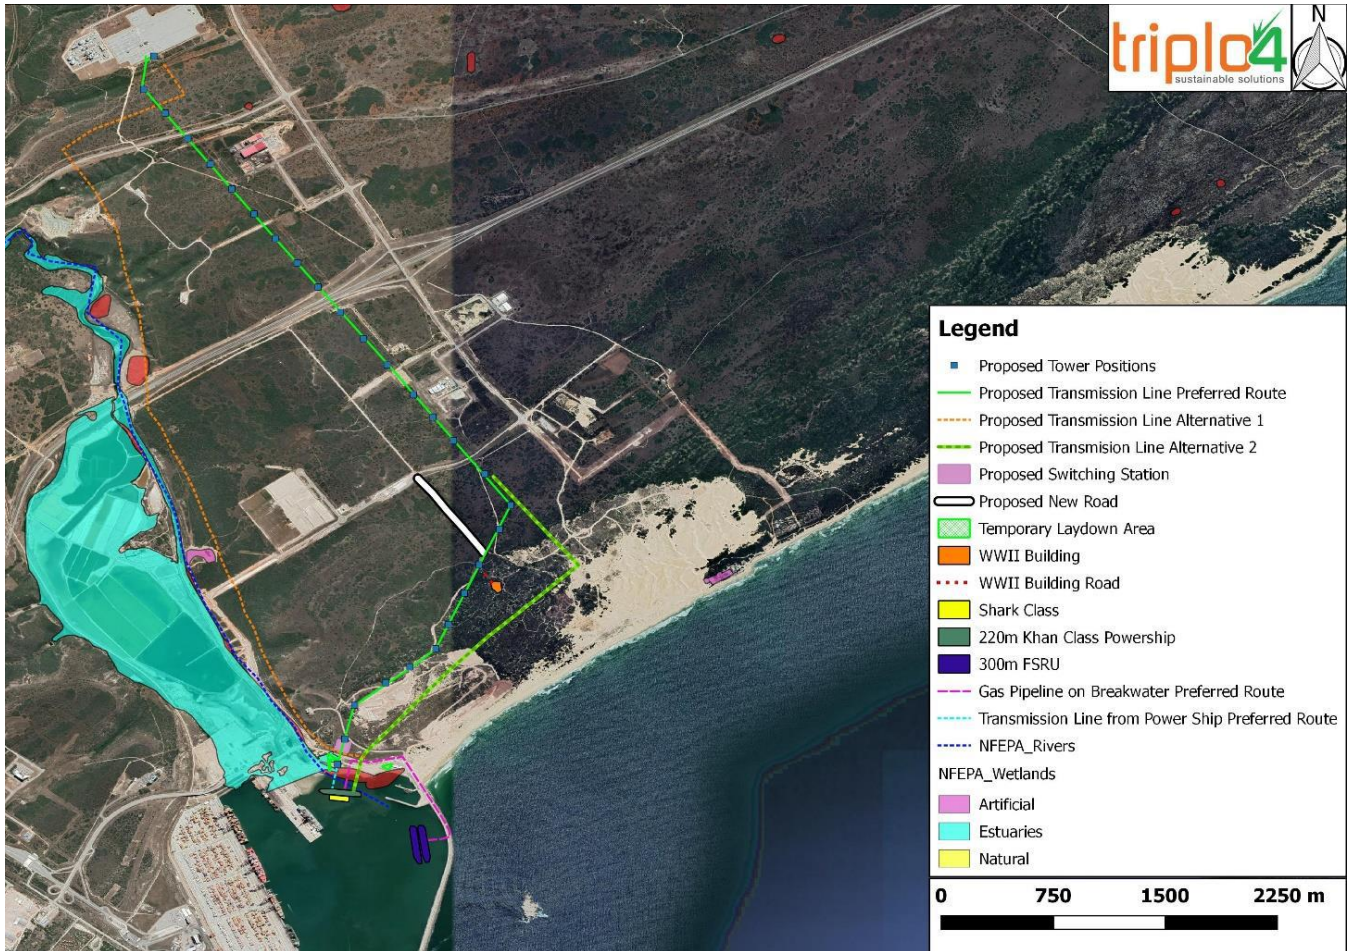 triplo4
sustainable solutions
N
Legend
Proposed Tower Positions
Proposed Transmission Line Preferred Route
Proposed Transmission Line Alternative 1
Proposed Transmision Line Alternative 2
Proposed Switching Station
Proposed New Road
Temporary Laydown Area
WWII Building
WWII Building Road
Shark Class
220m Khan Class Powership
300m FSRU
Gas Pipeline on Breakwater Preferred Route
Transmission Line from Power Ship Preferred Route
NFEPA_Rivers
NFEPA_Wetlands
Artificial
Estuaries
Natural
0 750 1500 2250 m